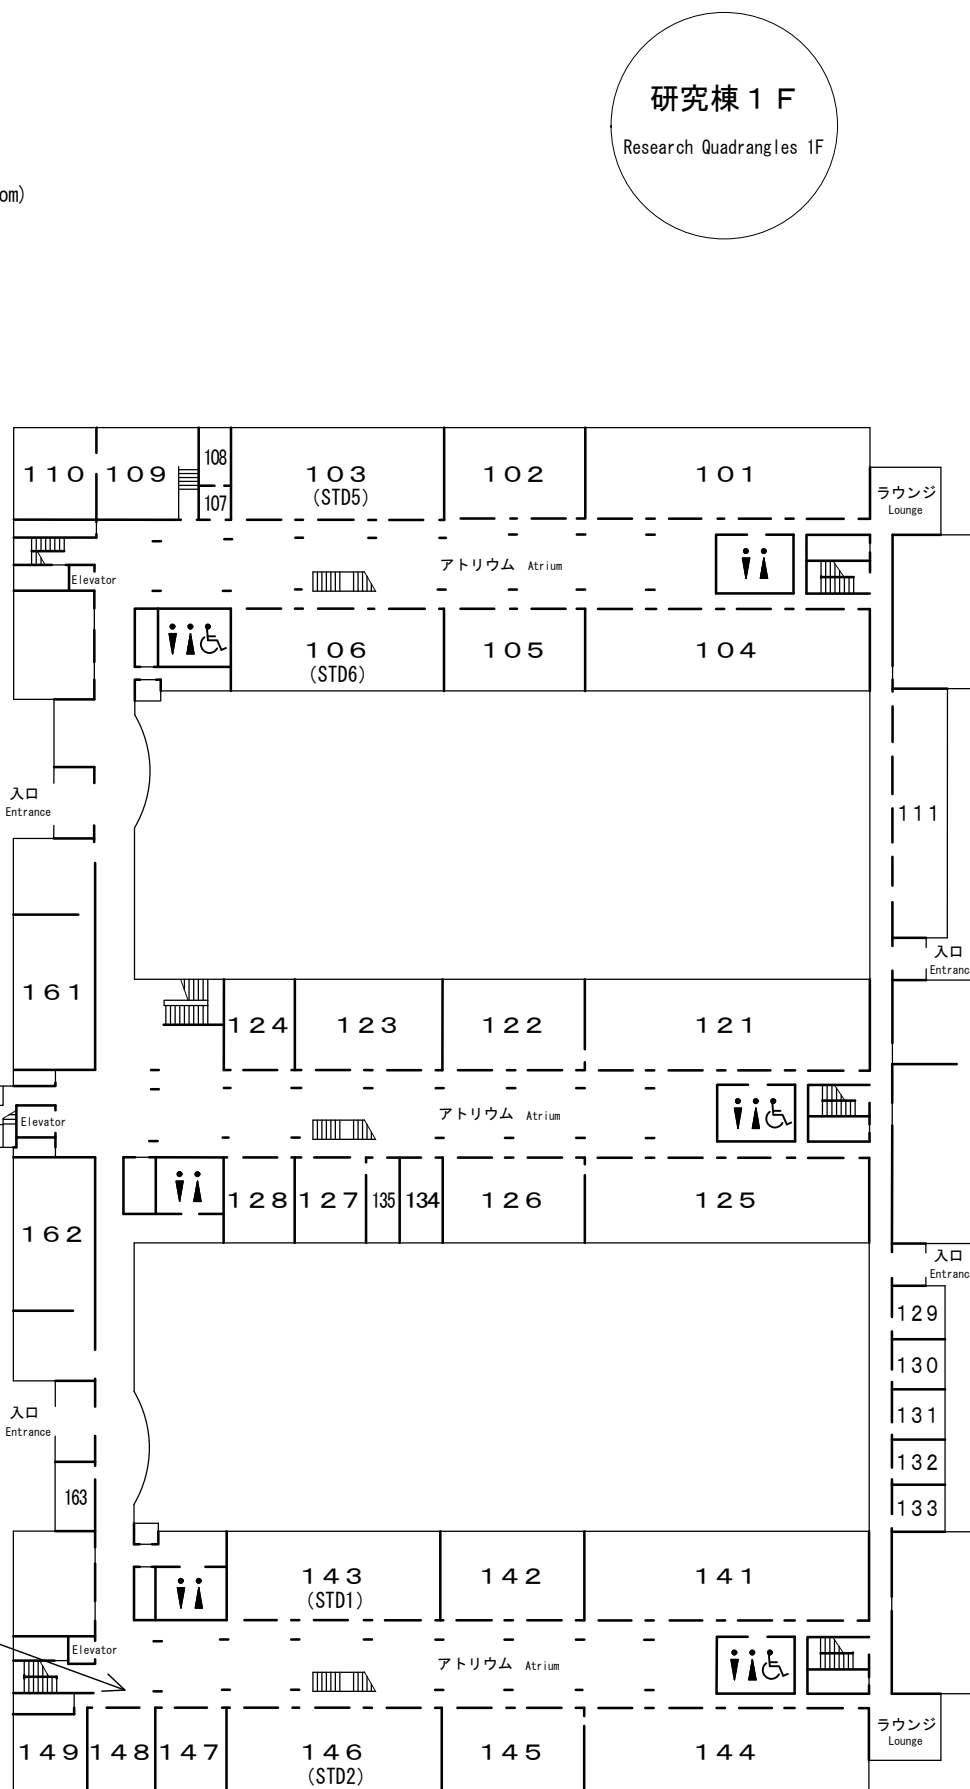 研究棟１Ｆ
Research Quadrangles 1F
om)
110
109
108
107
103
(STD5)
102
101
ラウンジ
Lounge
Elevator
アトリウム Atrium
106
(STD6)
105
104
入口
Entrance
111
入口
Entranc
161
124
123
122
121
Elevator
アトリウム Atrium
162
128
127
135
134
126
125
入口
Entranc
129
130
131
132
133
入口
Entrance
163
143
(STD1)
142
141
Elevator
アトリウム Atrium
149
148
147
146
(STD2)
145
144
ラウンジ
Lounge